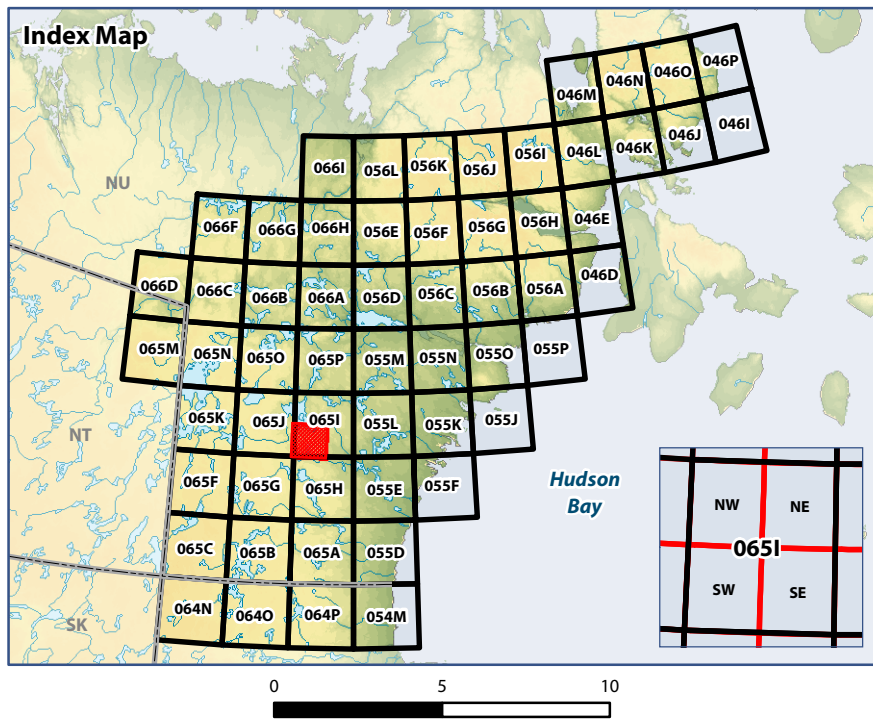 Index Map
046M 046N 046O 046P
066I 056L 056K 056J 056I 046L 046K 046J 046I
NU
066F 066G 066H 056E 056F 056G 056H 046E
066D 066C 066B 066A 056D 056C 056B 056A 046D
065M 065N 065O 065P 055M 055N 055O 055P
NT
065K 065J 065I 055L 055K 055J
065F 065G 065H 055E 055F
Hudson
Bay
065C 065B 065A 055D
SK
064N 064O 064P 054M
NW NE
065I
SW SE
0 5 10